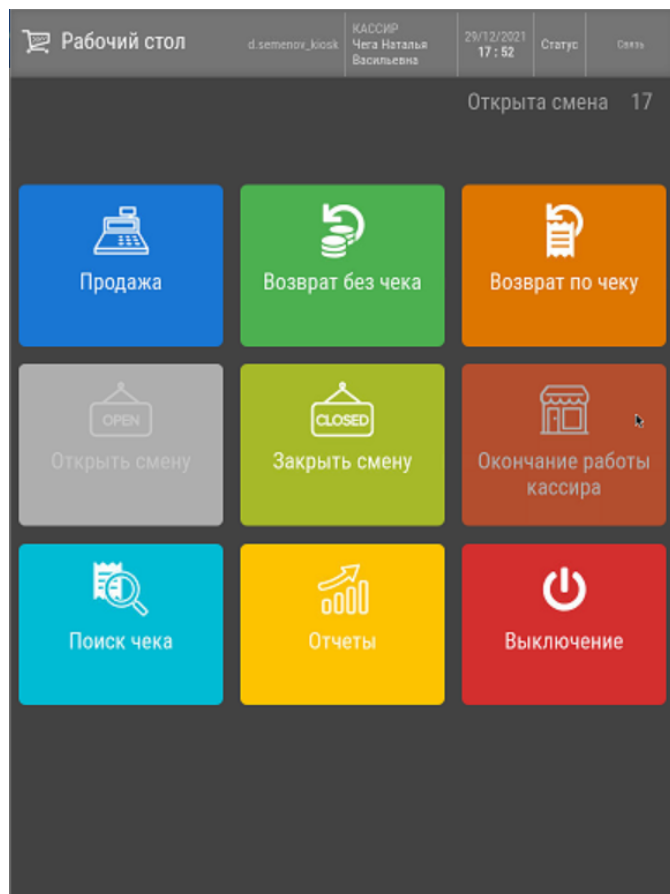 Рабочий стол
d.semenov_kiosk
КАССИР
Чега Наталья
Васильевна
29/12/2021
17 : 52
Статус
Связь
Открыта смена 17
Продажа
Возврат без чека
Возврат по чеку
OPEN
Открыть смену
CLOSED
Закрыть смену
Окончание работы
кассира
Поиск чека
Отчеты
Выключение